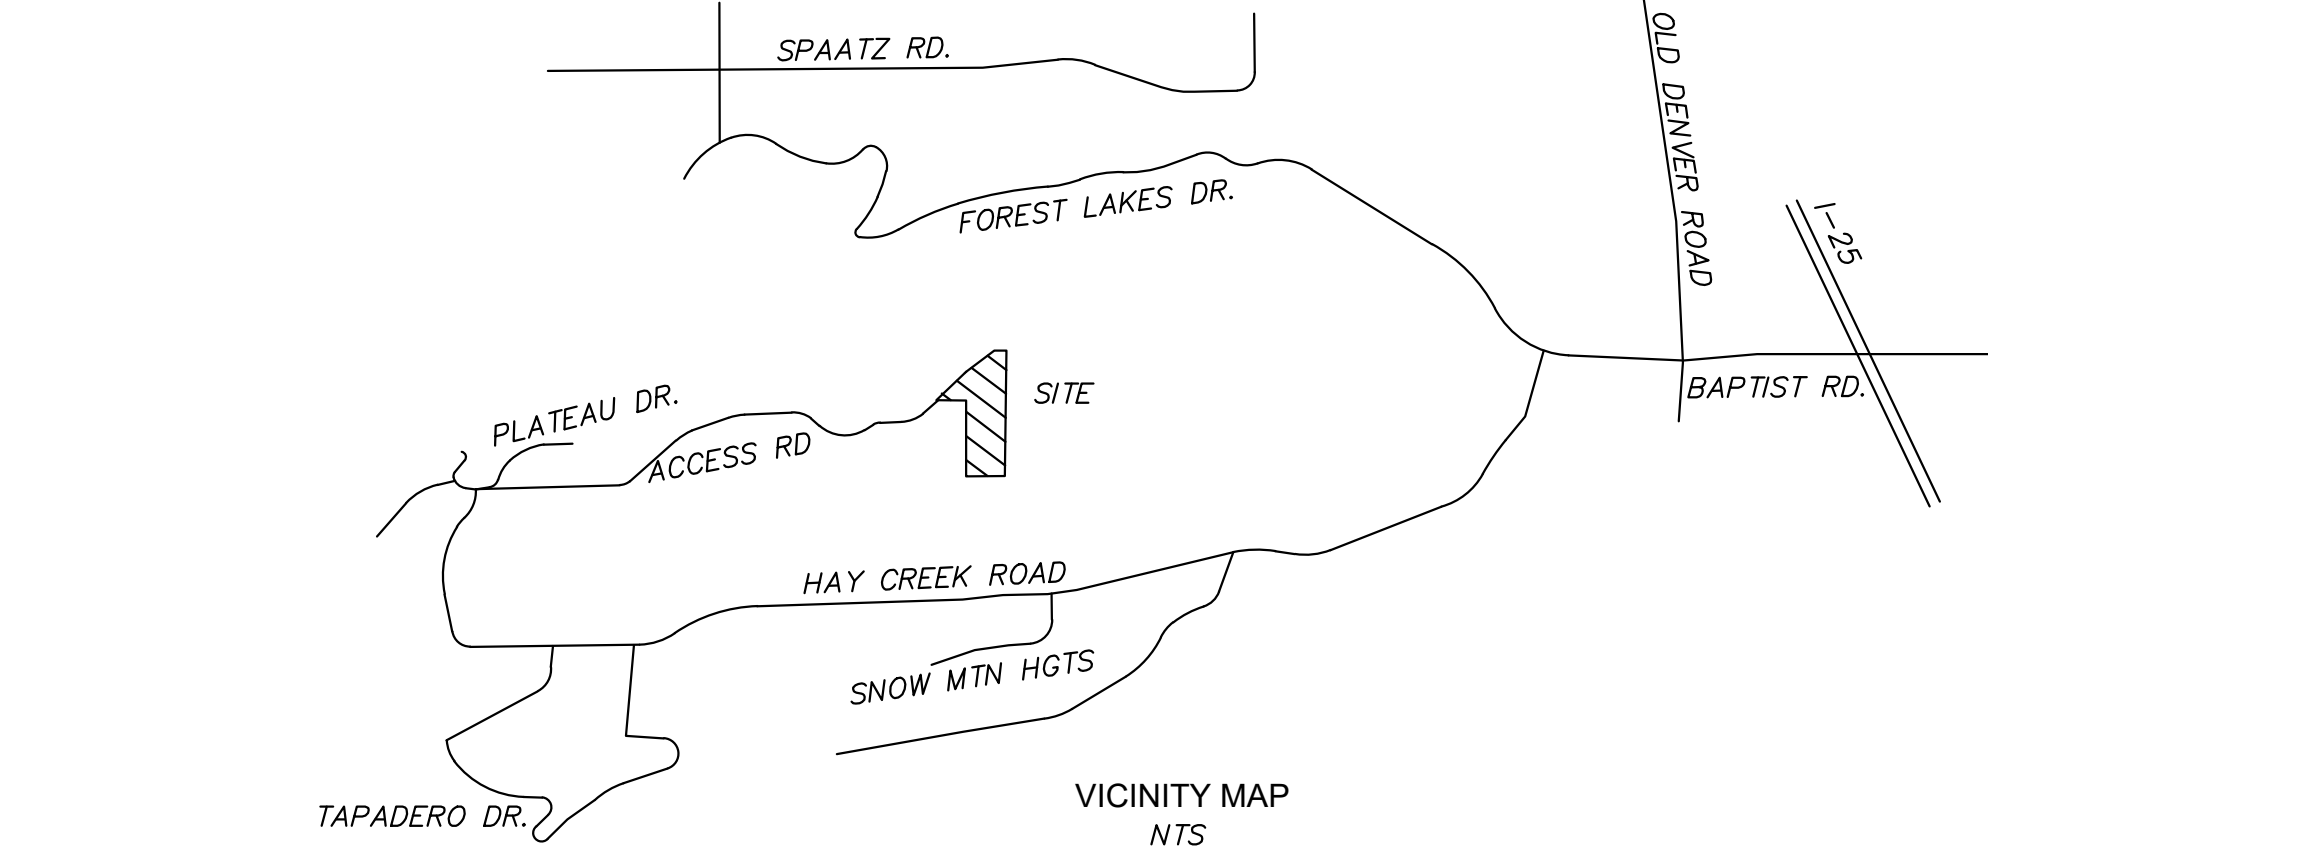 SPAATZ RD.
OLD DENVER ROAD
FOREST LAKES DR.
I-25
SITE
BAPTIST RD.
PLATEAU DR.
ACCESS RD
HAY CREEK ROAD
SNOW MTN HGTS
TAPADERO DR.
VICINITY MAP
NTS